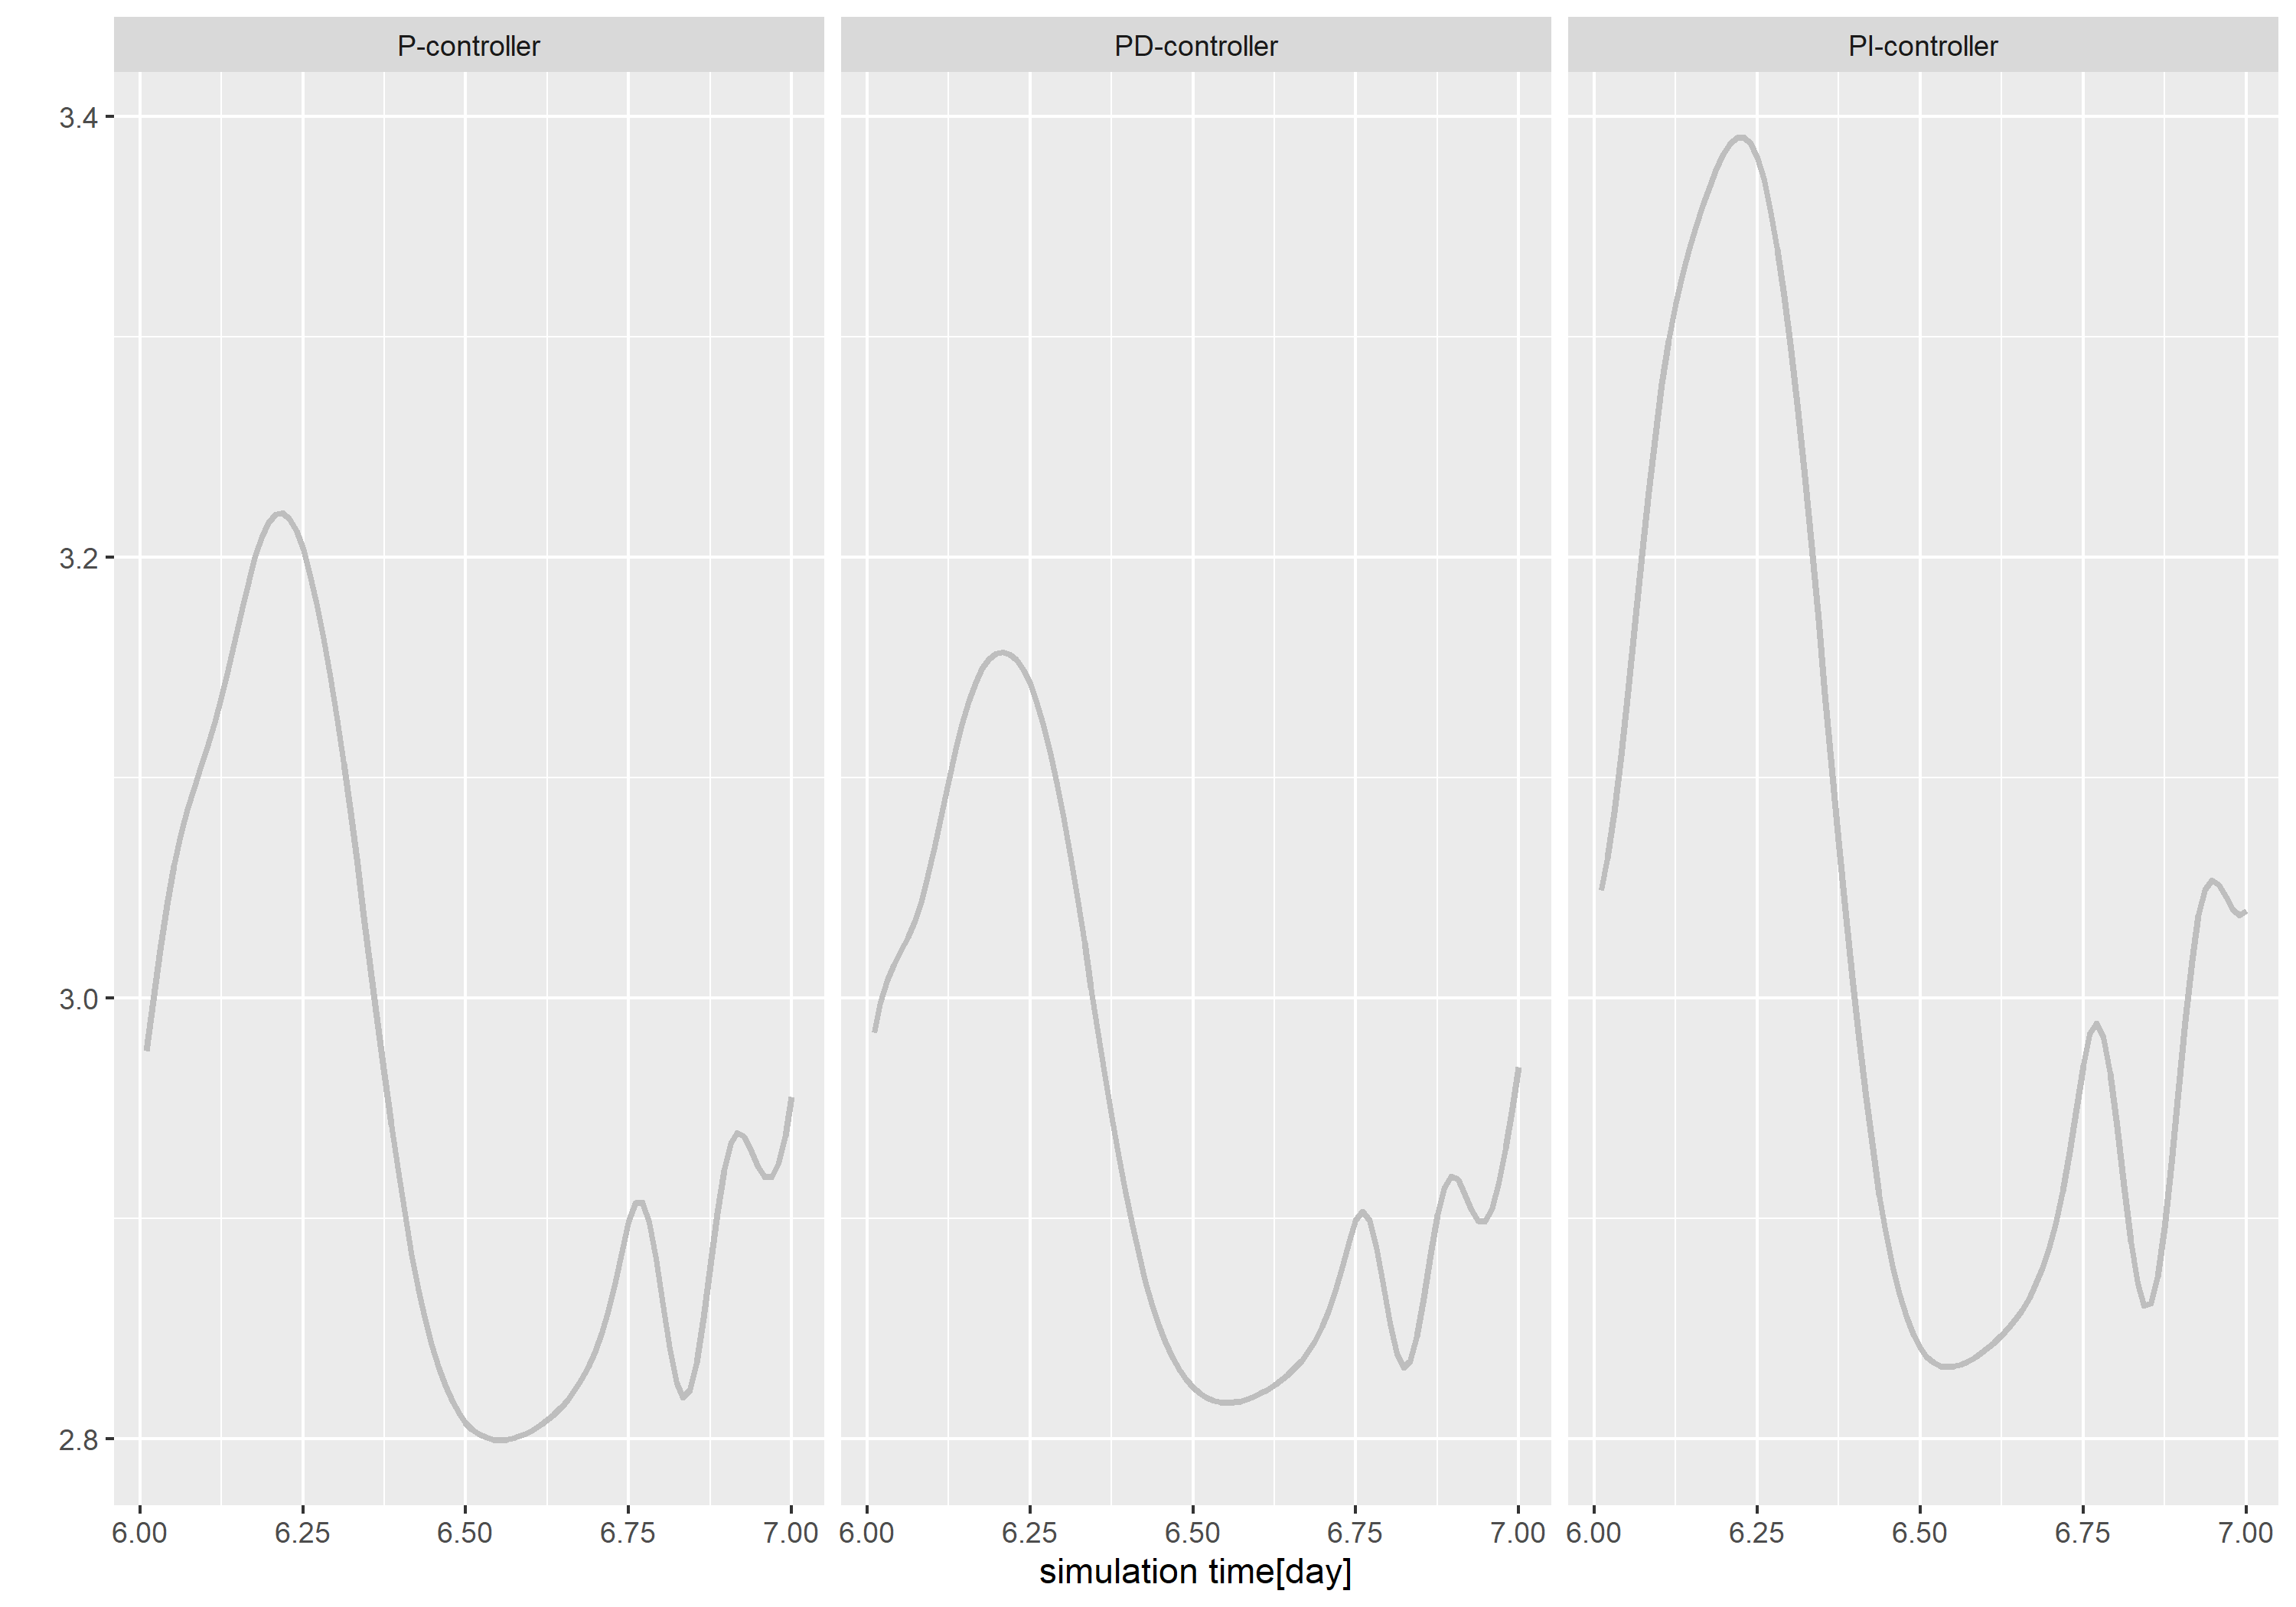 P-controller PD-controller PI-controller
3.4
3.2
3.0
2.8
6.00 6.25 6.50 6.75 7.00 6.00 6.25 6.50 6.75 7.00 6.00 6.25 6.50 6.75 7.00
simulation time[day]